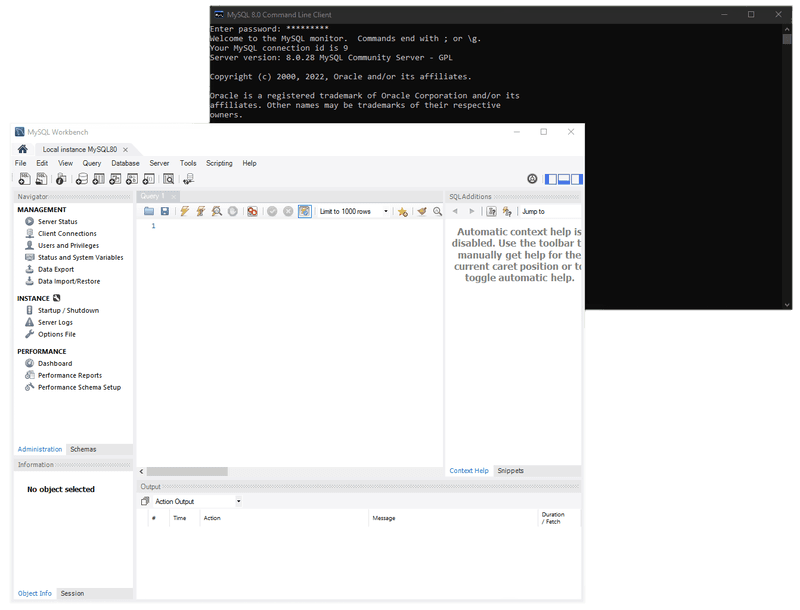 MySQL 8.0 Command Line Client
Enter password: *********
Welcome to the MySQL monitor.  Commands end with ; or \g.
Your MySQL connection id is 9
Server version: 8.0.28 MySQL Community Server - GPL
Copyright (c) 2000, 2022, Oracle and/or its affiliates.
Oracle is a registered trademark of Oracle Corporation and/or its
affiliates. Other names may be trademarks of their respective
owners.
MySQL Workbench
Local instance MySQL80
File Edit View Query Database Server Tools Scripting Help
Navigator
MANAGEMENT
Server Status
Client Connections
Users and Privileges
Status and System Variables
Data Export
Data Import/Restore
INSTANCE
Startup / Shutdown
Server Logs
Options File
PERFORMANCE
Dashboard
Performance Reports
Performance Schema Setup
Administration Schemas
Information
No object selected
Object Info Session
Query 1
Limit to 1000 rows
1
SQLAdditions
Jump to
Automatic context help is
disabled. Use the toolbar t
manually get help for the
current caret position or to
toggle automatic help.
Context Help Snippets
Output
Action Output
# Time Action Message Duration / Fetch